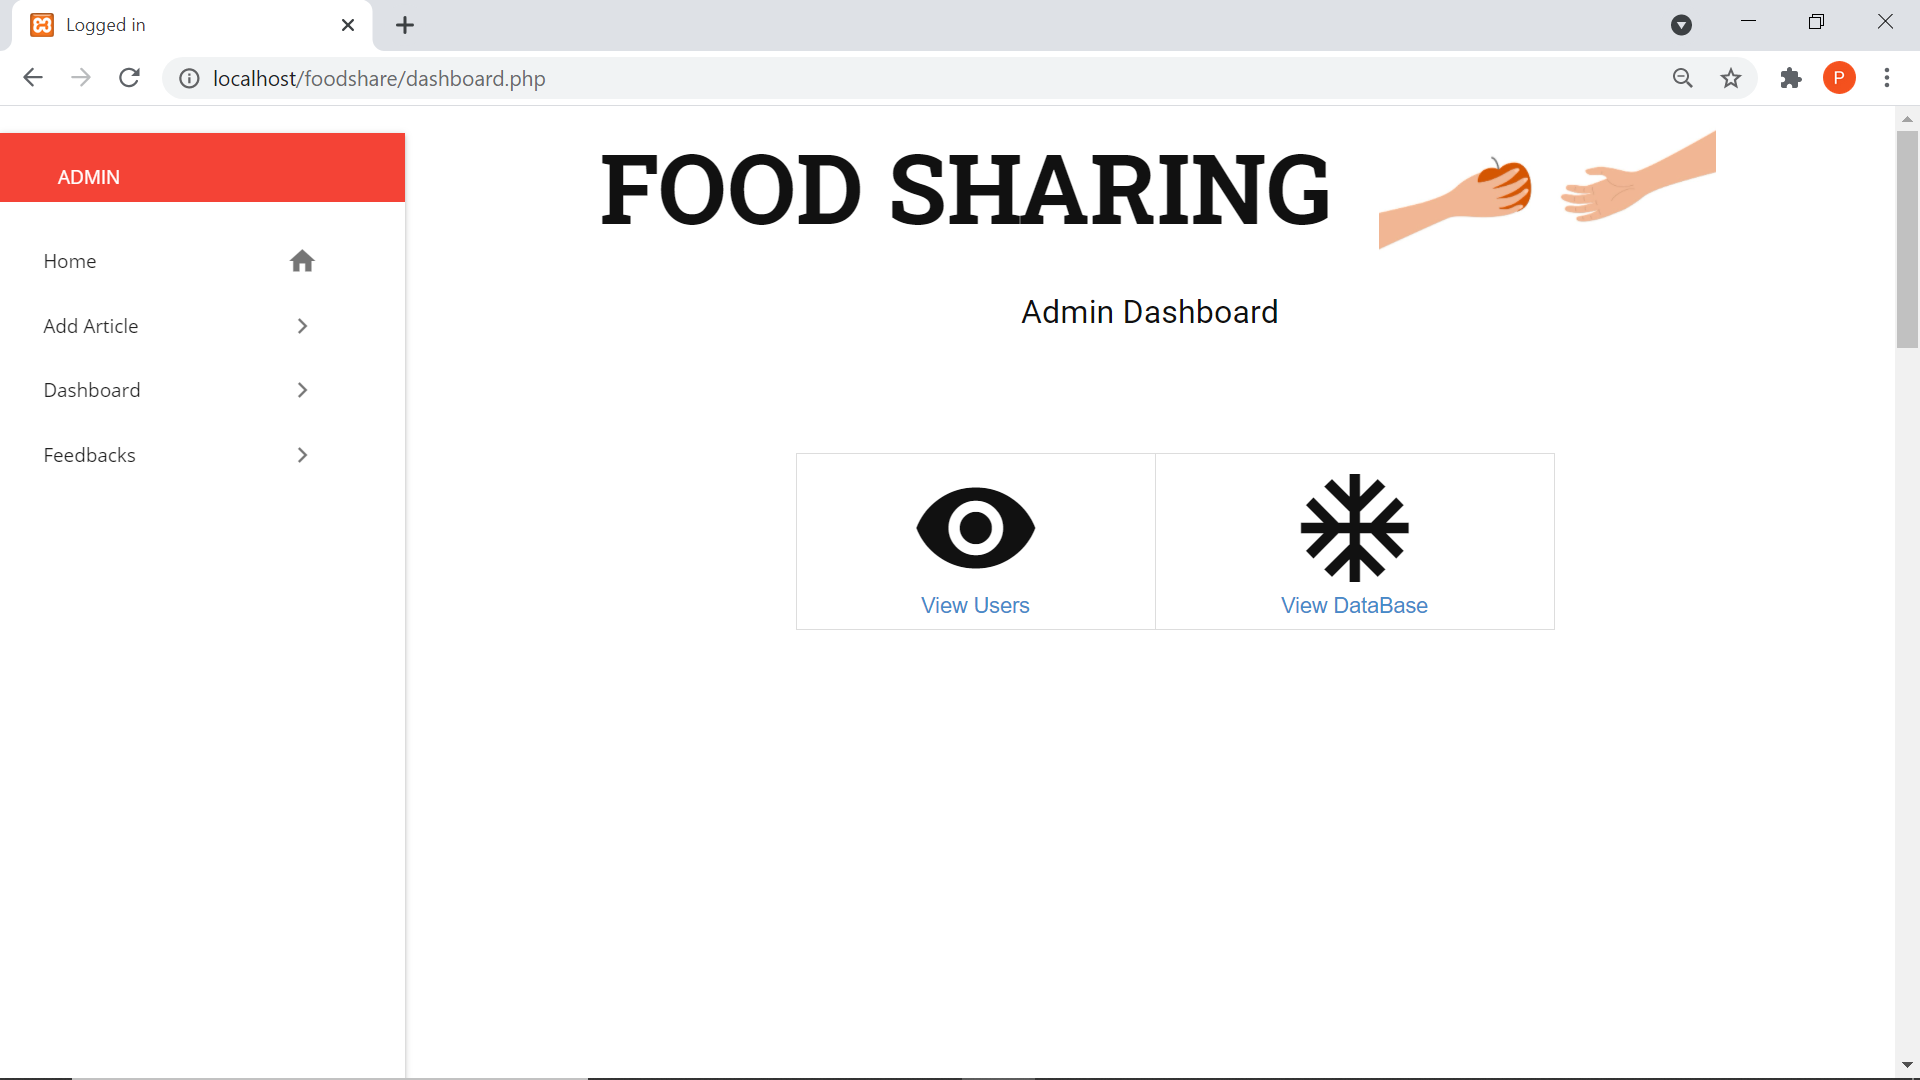 Logged in
localhost/foodshare/dashboard.php
P
ADMIN
FOOD SHARING
Home
Add Article
Dashboard
Feedbacks
Admin Dashboard
View Users
View DataBase